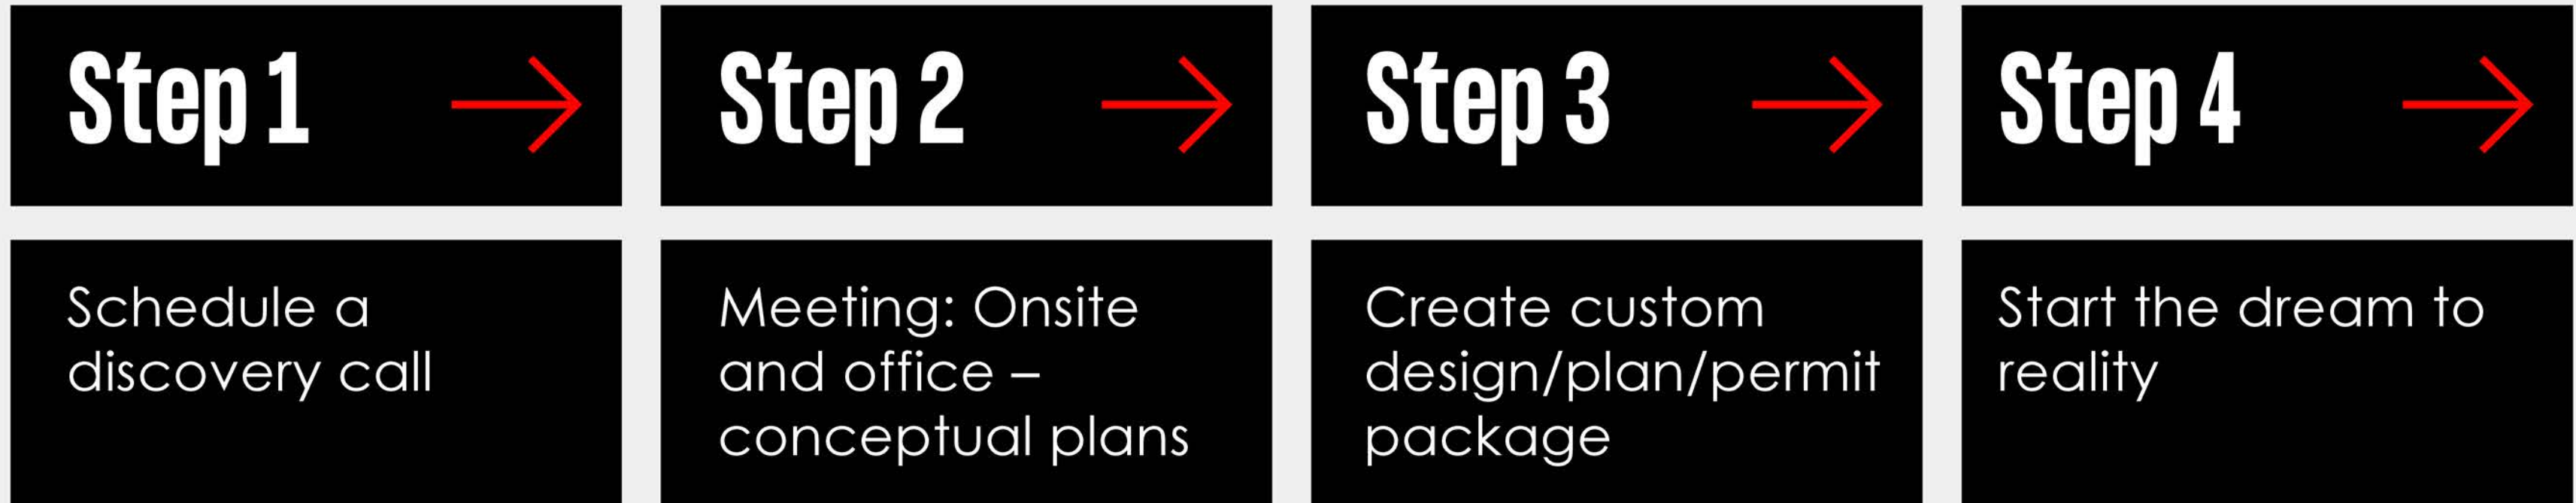 Step 1
Step 2
Step 3
Step 4
Schedule a
discovery call
Meeting: Onsite
and office –
conceptual plans
Create custom
design/plan/permit
package
Start the dream to
reality